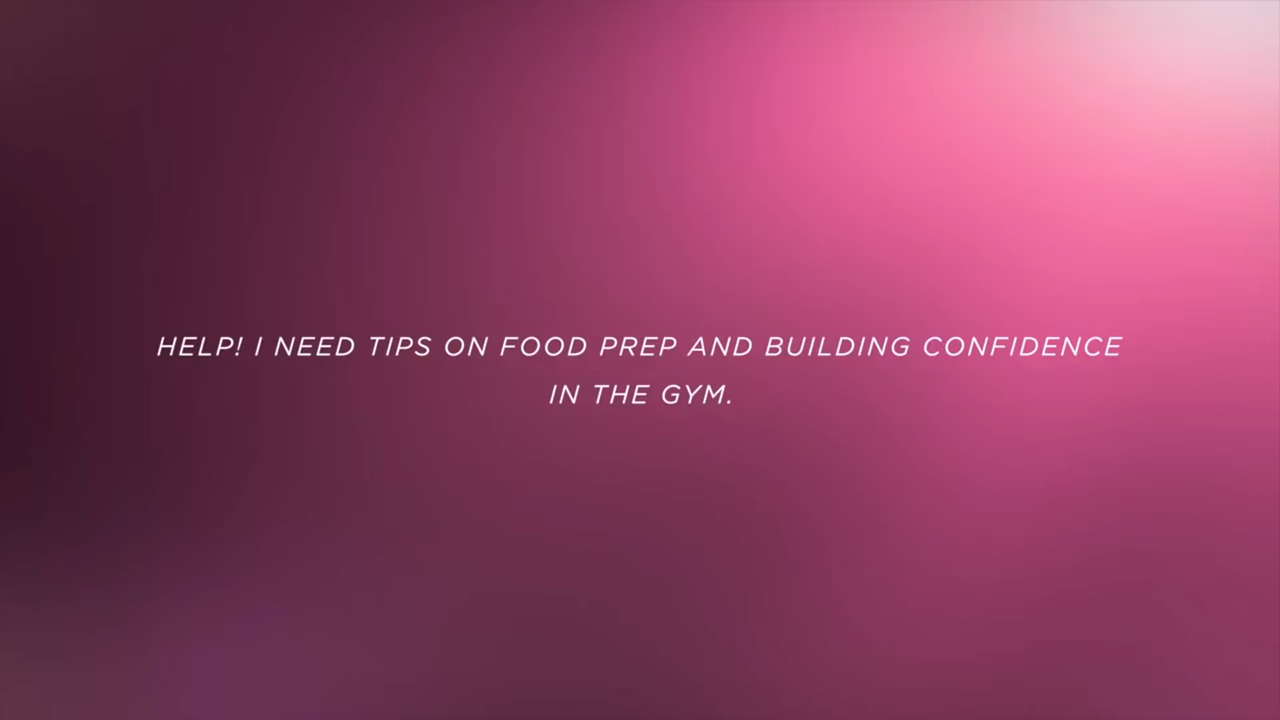 HELP! I NEED TIPS ON FOOD PREP AND BUILDING CONFIDENCE
IN THE GYM.